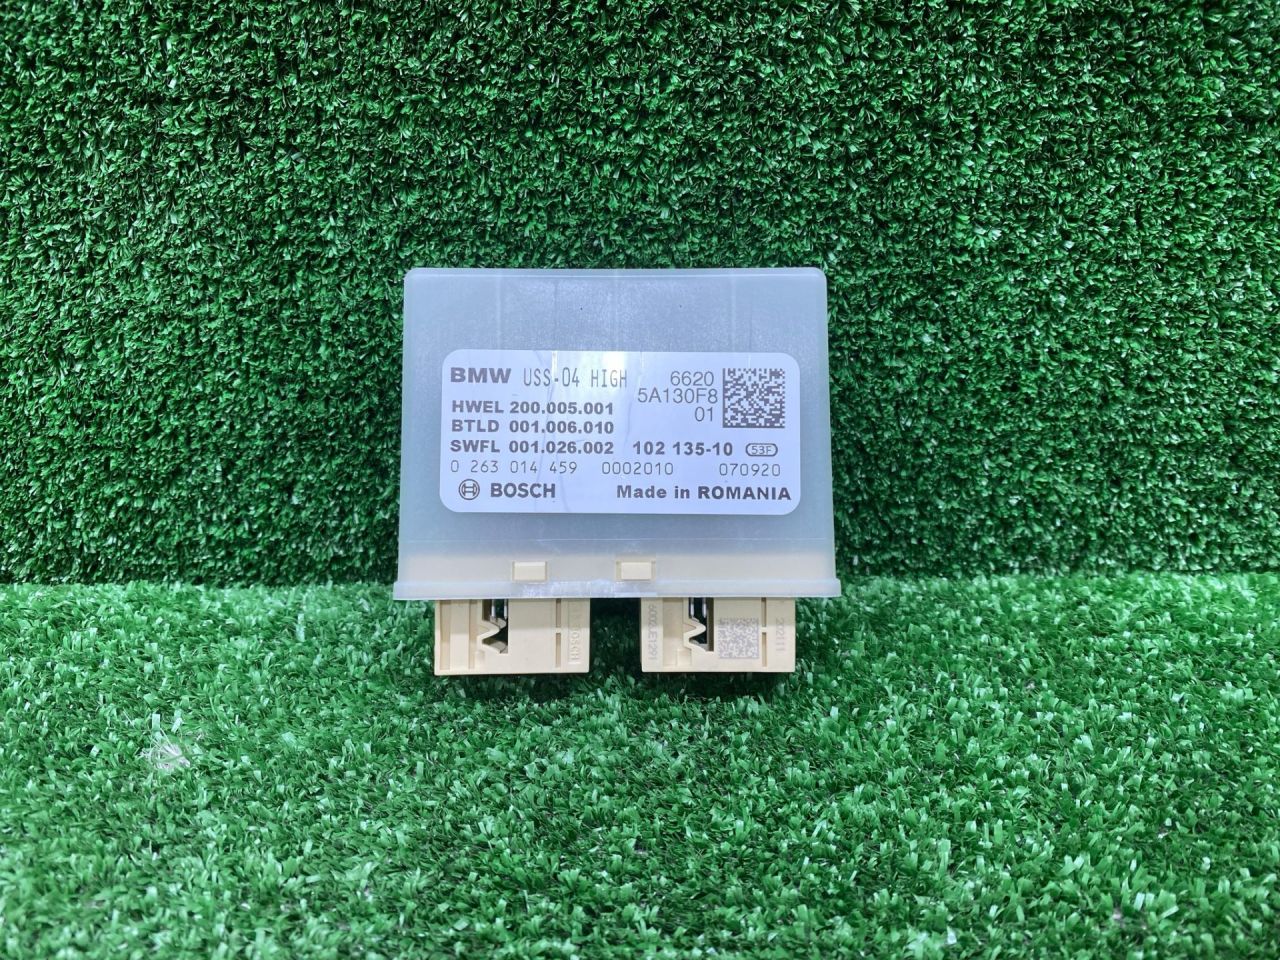 BMW USS-04 HIGH 6620
5A130F8
01
HWEL 200.005.001
BTLD 001.006.010
SWFL 001.026.002 102 135-10 53F
0 263 014 459 0002010 070920
BOSCH Made in ROMANIA